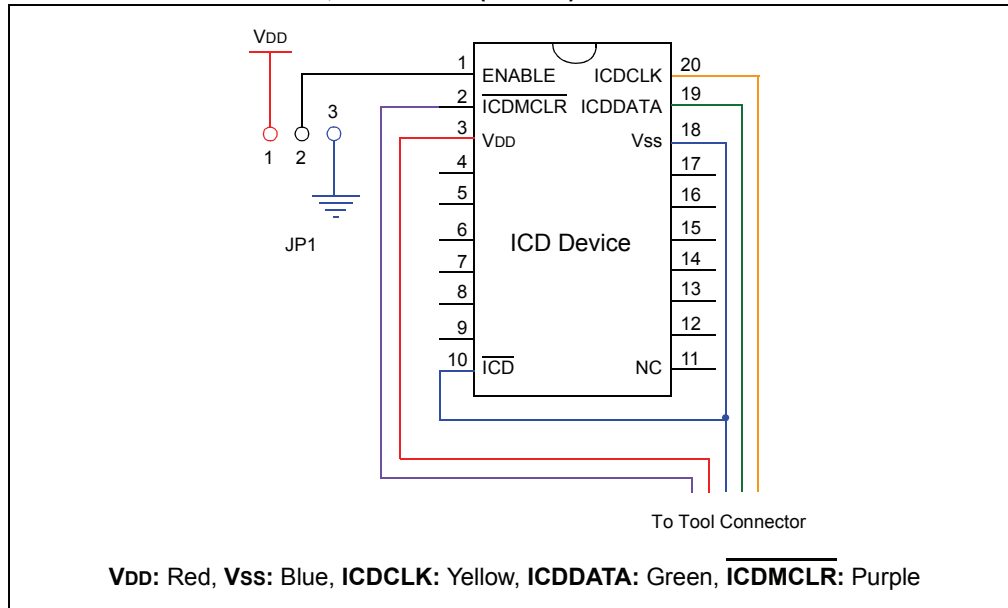 VDD
1 2 3
JP1
1 ENABLE ICDCLK 20
2 ICDMCLR ICDDATA 19
3 VDD Vss 18
4 17
5 16
6 ICD Device 15
7 14
8 13
9 12
10 ICD NC 11
To Tool Connector
VDD: Red, Vss: Blue, ICDCLK: Yellow, ICDDATA: Green, ICDMCLR: Purple